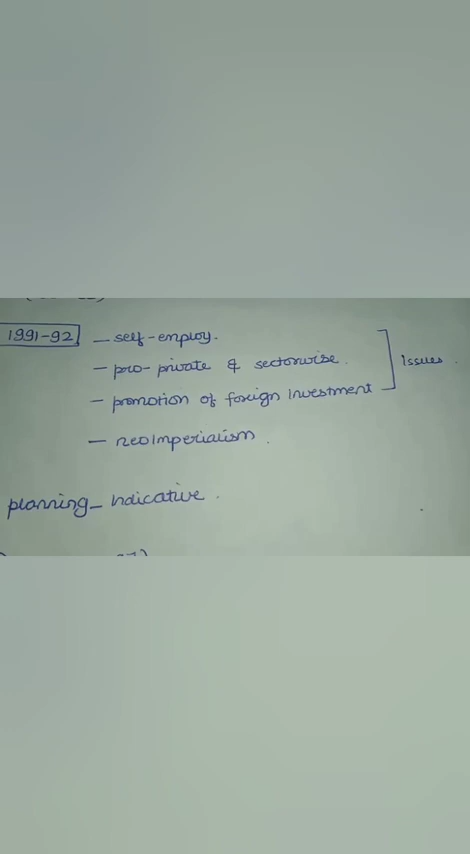 1991-92 — self-employ.
— pro-private & sectorwise.
— promotion of foreign investment
Issues.
— neoimperialism.
planning — Indicative.